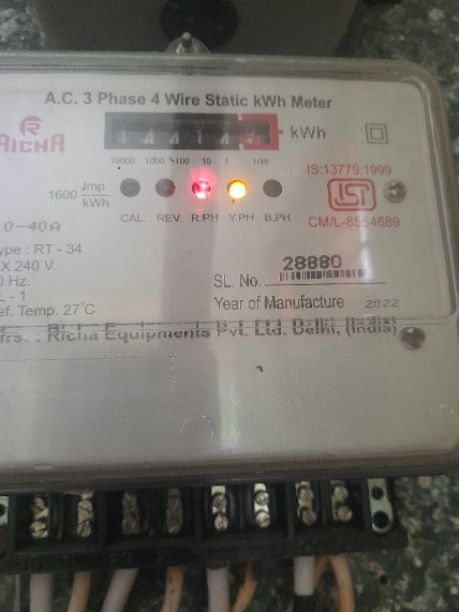 A.C. 3 Phase 4 Wire Static kWh Meter
RICHA
kWh
10000 1000 100 10 1 1/10
IS:13779:1999
1600 Imp/kWh
ISI
CAL. REV. R.PH Y.PH B.PH
CM/L-8554689
0-40A
ype : RT - 34
X 240 V.
0 Hz.
L - 1
ef. Temp. 27°C
SL. No. 28880
Year of Manufacture 2022
frs. : Richa Equipments Pvt. Ltd. Delhi, (India)